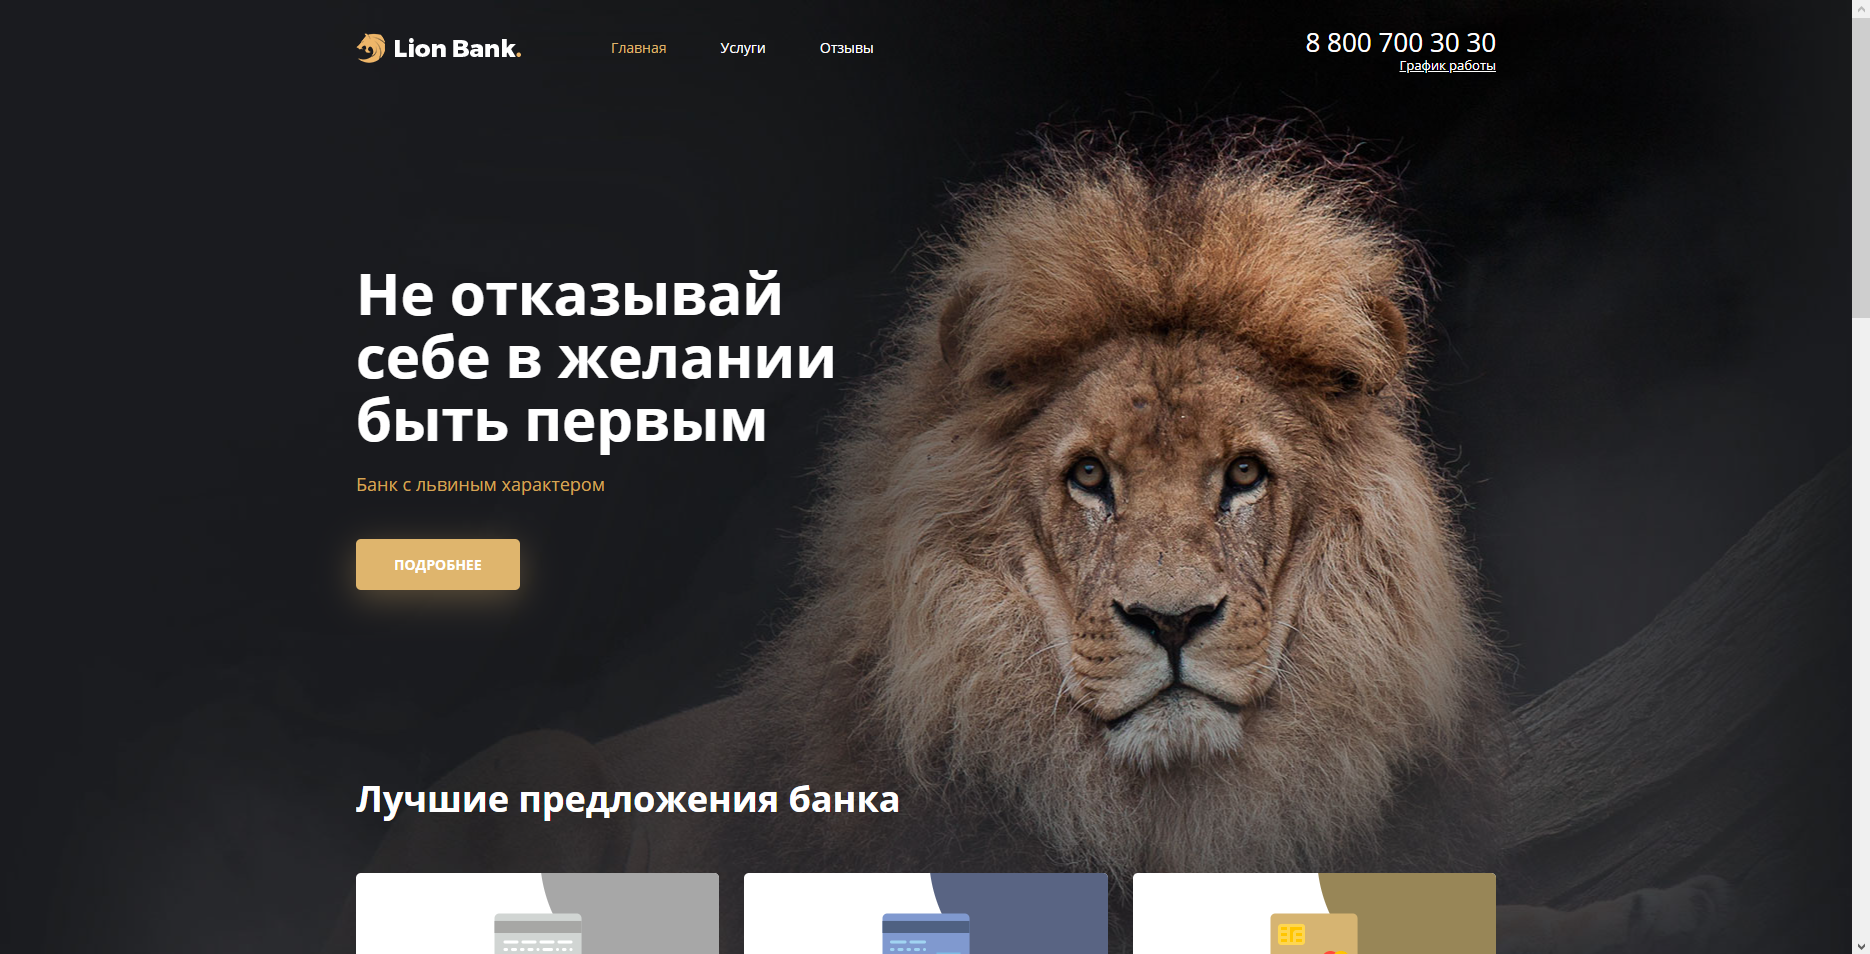 Lion Bank.
Главная
Услуги
Отзывы
8 800 700 30 30
График работы
Не отказывай
себе в желании
быть первым
Банк с львиным характером
ПОДРОБНЕЕ
Лучшие предложения банка